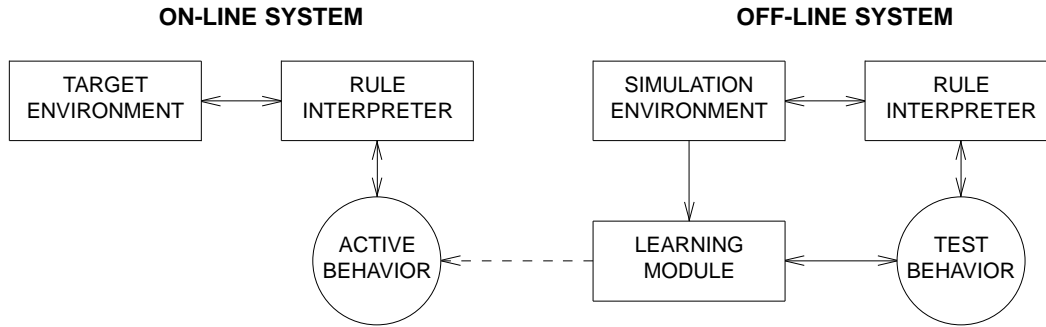 ON-LINE SYSTEM
OFF-LINE SYSTEM
TARGET
ENVIRONMENT
RULE
INTERPRETER
SIMULATION
ENVIRONMENT
RULE
INTERPRETER
ACTIVE
BEHAVIOR
LEARNING
MODULE
TEST
BEHAVIOR